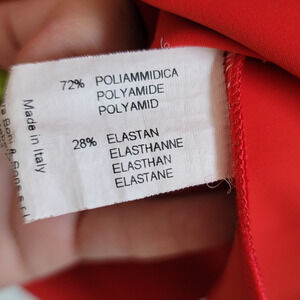 72% POLIAMMIDICA
POLYAMIDE
POLYAMID
28% ELASTAN
ELASTHANNE
ELASTHAN
ELASTANE
Made in Italy